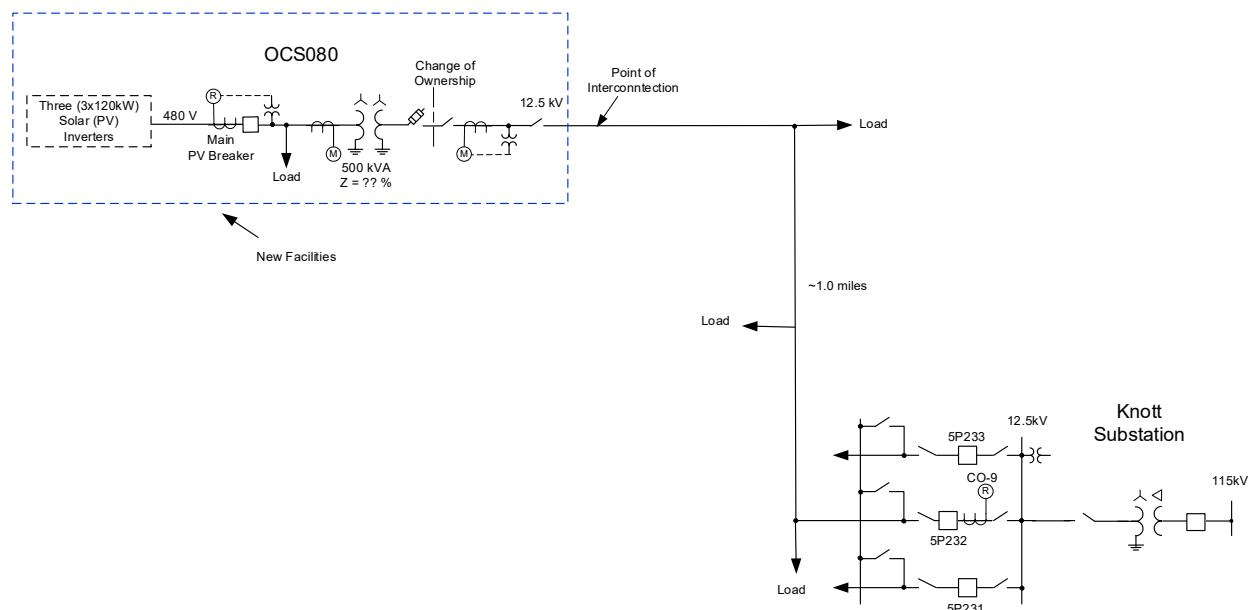 OCS080
Three (3x120kW)
Solar (PV)
Inverters
480 V
R
Main
PV Breaker
Load
M
500 kVA
Z = ?? %
Change of
Ownership
M
12.5 kV
Point of
Interconntection
Load
New Facilities
~1.0 miles
Load
Knott
Substation
12.5kV
5P233
CO-9
R
115kV
5P232
Load
5P231